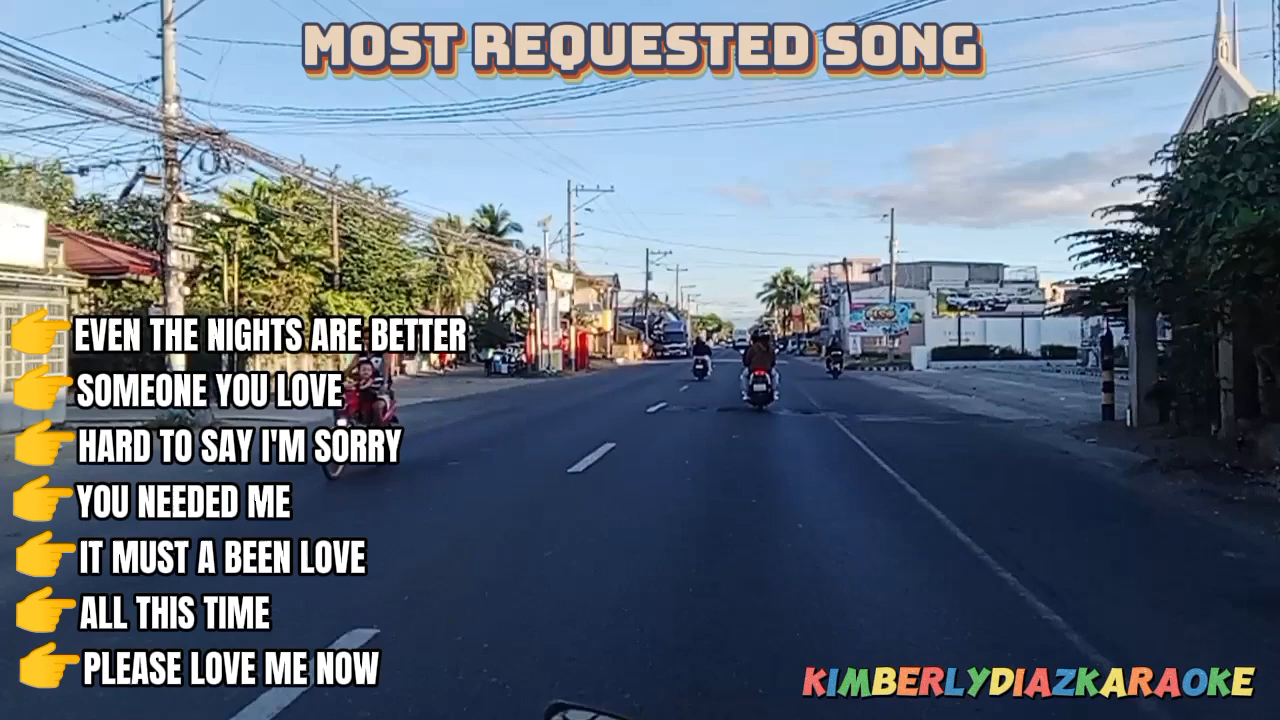 MOST REQUESTED SONG
EVEN THE NIGHTS ARE BETTER
SOMEONE YOU LOVE
HARD TO SAY I'M SORRY
YOU NEEDED ME
IT MUST A BEEN LOVE
ALL THIS TIME
PLEASE LOVE ME NOW
KIMBERLYDIAZKARAOKE